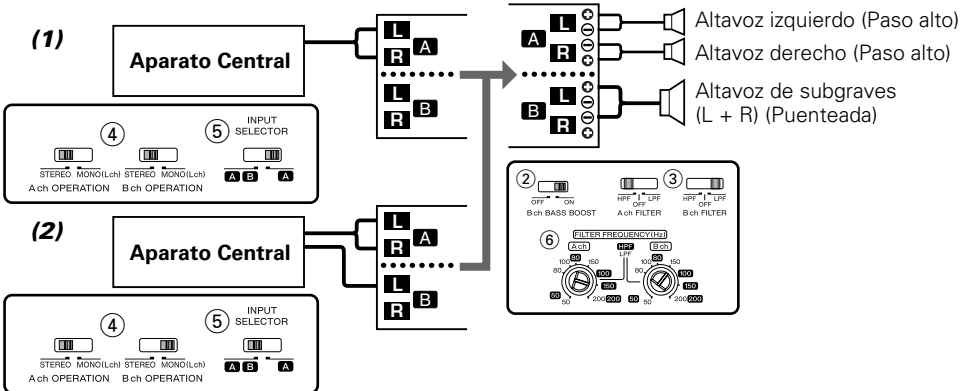 (1)
Aparato Central
L
R
A
L
R
B
A
L
R
B
L
R
Altavoz izquierdo (Paso alto)
Altavoz derecho (Paso alto)
Altavoz de subgraves
(L + R) (Puenteada)
④ ⑤ INPUT SELECTOR
STEREO MONO(Lch) STEREO MONO(Lch) A B A
A ch OPERATION B ch OPERATION
② ③
OFF ON HPF OFF LPF HPF OFF LPF
B ch BASS BOOST A ch FILTER B ch FILTER
⑥ FILTER FREQUENCY(Hz)
A ch HPF LPF B ch
80 100 150 80 100 150
80 100 80 100
150 150
50 50 200 200 50 50 200 200
(2)
Aparato Central
L
R
A
L
R
B
④ ⑤ INPUT SELECTOR
STEREO MONO(Lch) STEREO MONO(Lch) A B A
A ch OPERATION B ch OPERATION